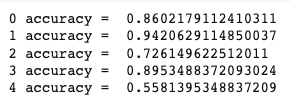 0 accuracy =  0.8602179112410311
1 accuracy =  0.9420629114850037
2 accuracy =  0.726149622512011
3 accuracy =  0.8953488372093024
4 accuracy =  0.5581395348837209